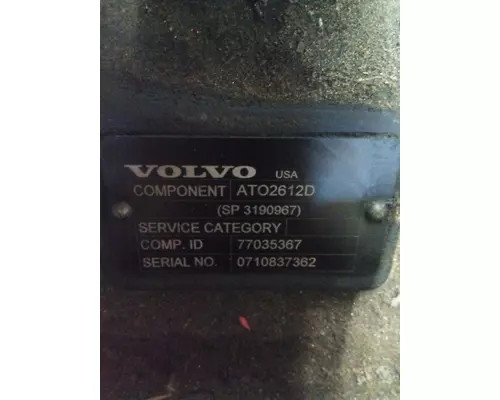 VOLVO USA
COMPONENT ATO2612D
(SP 3190967)
SERVICE CATEGORY
COMP. ID 77035367
SERIAL NO. 0710837362